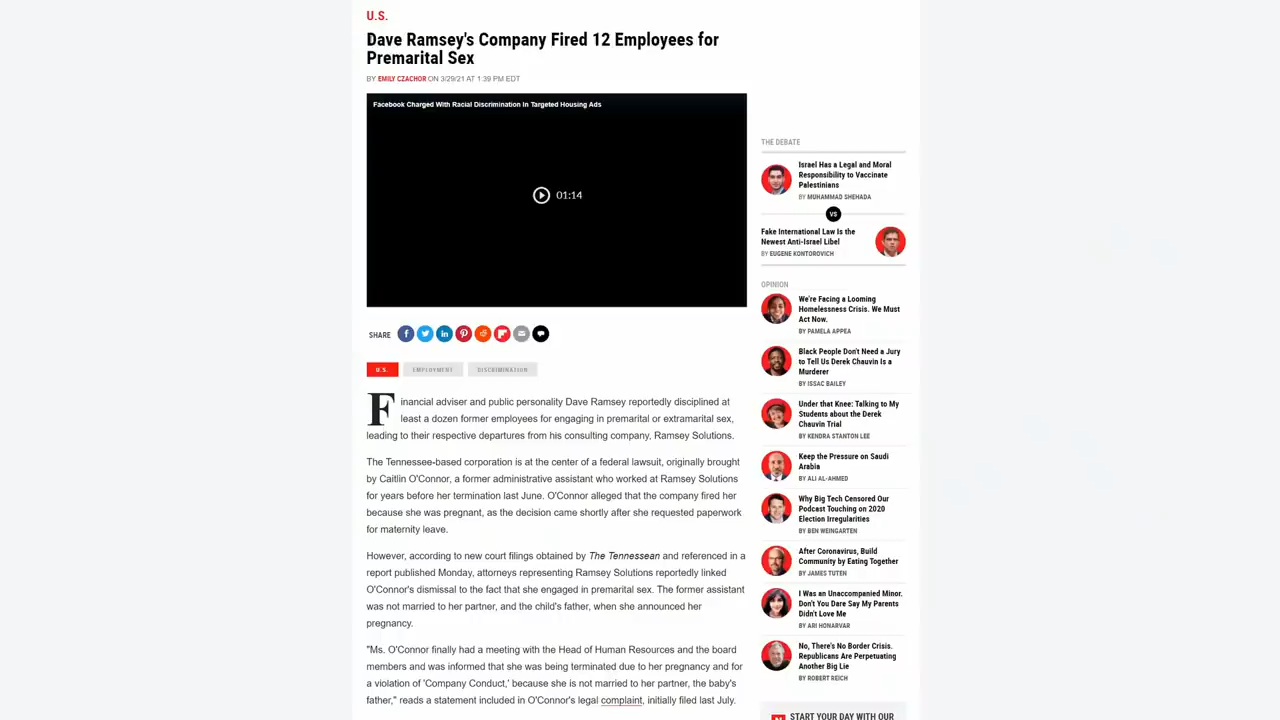 U.S.
Dave Ramsey's Company Fired 12 Employees for
Premarital Sex
BY EMILY CZACHOR ON 3/29/21 AT 1:39 PM EDT
Facebook Charged With Racial Discrimination In Targeted Housing Ads
01:14
SHARE
U.S.
EMPLOYMENT
DISCRIMINATION
Financial adviser and public personality Dave Ramsey reportedly disciplined at
least a dozen former employees for engaging in premarital or extramarital sex,
leading to their respective departures from his consulting company, Ramsey Solutions.
The Tennessee-based corporation is at the center of a federal lawsuit, originally brought
by Caitlin O'Connor, a former administrative assistant who worked at Ramsey Solutions
for years before her termination last June. O'Connor alleged that the company fired her
because she was pregnant, as the decision came shortly after she requested paperwork
for maternity leave.
However, according to new court filings obtained by The Tennessean and referenced in a
report published Monday, attorneys representing Ramsey Solutions reportedly linked
O'Connor's dismissal to the fact that she engaged in premarital sex. The former assistant
was not married to her partner, and the child's father, when she announced her
pregnancy.
"Ms. O'Connor finally had a meeting with the Head of Human Resources and the board
members and was informed that she was being terminated due to her pregnancy and for
a violation of 'Company Conduct,' because she is not married to her partner, the baby's
father," reads a statement included in O'Connor's legal complaint, initially filed last July.
THE DEBATE
Israel Has a Legal and Moral
Responsibility to Vaccinate
Palestinians
BY MUHAMMAD SHEHADA
VS
Fake International Law Is the
Newest Anti-Israel Libel
BY EUGENE KONTOROVICH
OPINION
We're Facing a Looming
Homelessness Crisis. We Must
Act Now.
BY PAMELA APPEA
Black People Don't Need a Jury
to Tell Us Derek Chauvin Is a
Murderer
BY ISSAC BAILEY
Under that Knee: Talking to My
Students about the Derek
Chauvin Trial
BY KENDRA STANTON LEE
Keep the Pressure on Saudi
Arabia
BY ALI AL-AHMED
Why Big Tech Censored Our
Podcast Touching on 2020
Election Irregularities
BY BEN WEINGARTEN
After Coronavirus, Build
Community by Eating Together
BY JAMES TUTEN
I Was an Unaccompanied Minor.
Don't You Dare Say My Parents
Didn't Love Me
BY ARI HONARVAR
No, There's No Border Crisis.
Republicans Are Perpetuating
Another Big Lie
BY ROBERT REICH
START YOUR DAY WITH OUR